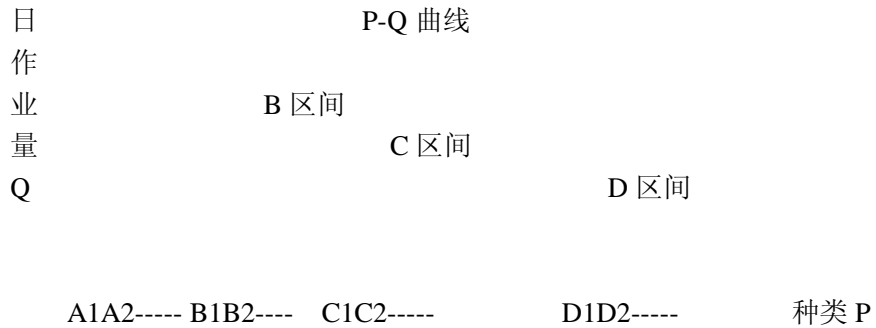 日 P-Q 曲线
作
业 B 区间
量 C 区间
Q D 区间
A1A2----- B1B2---- C1C2----- D1D2----- 种类 P